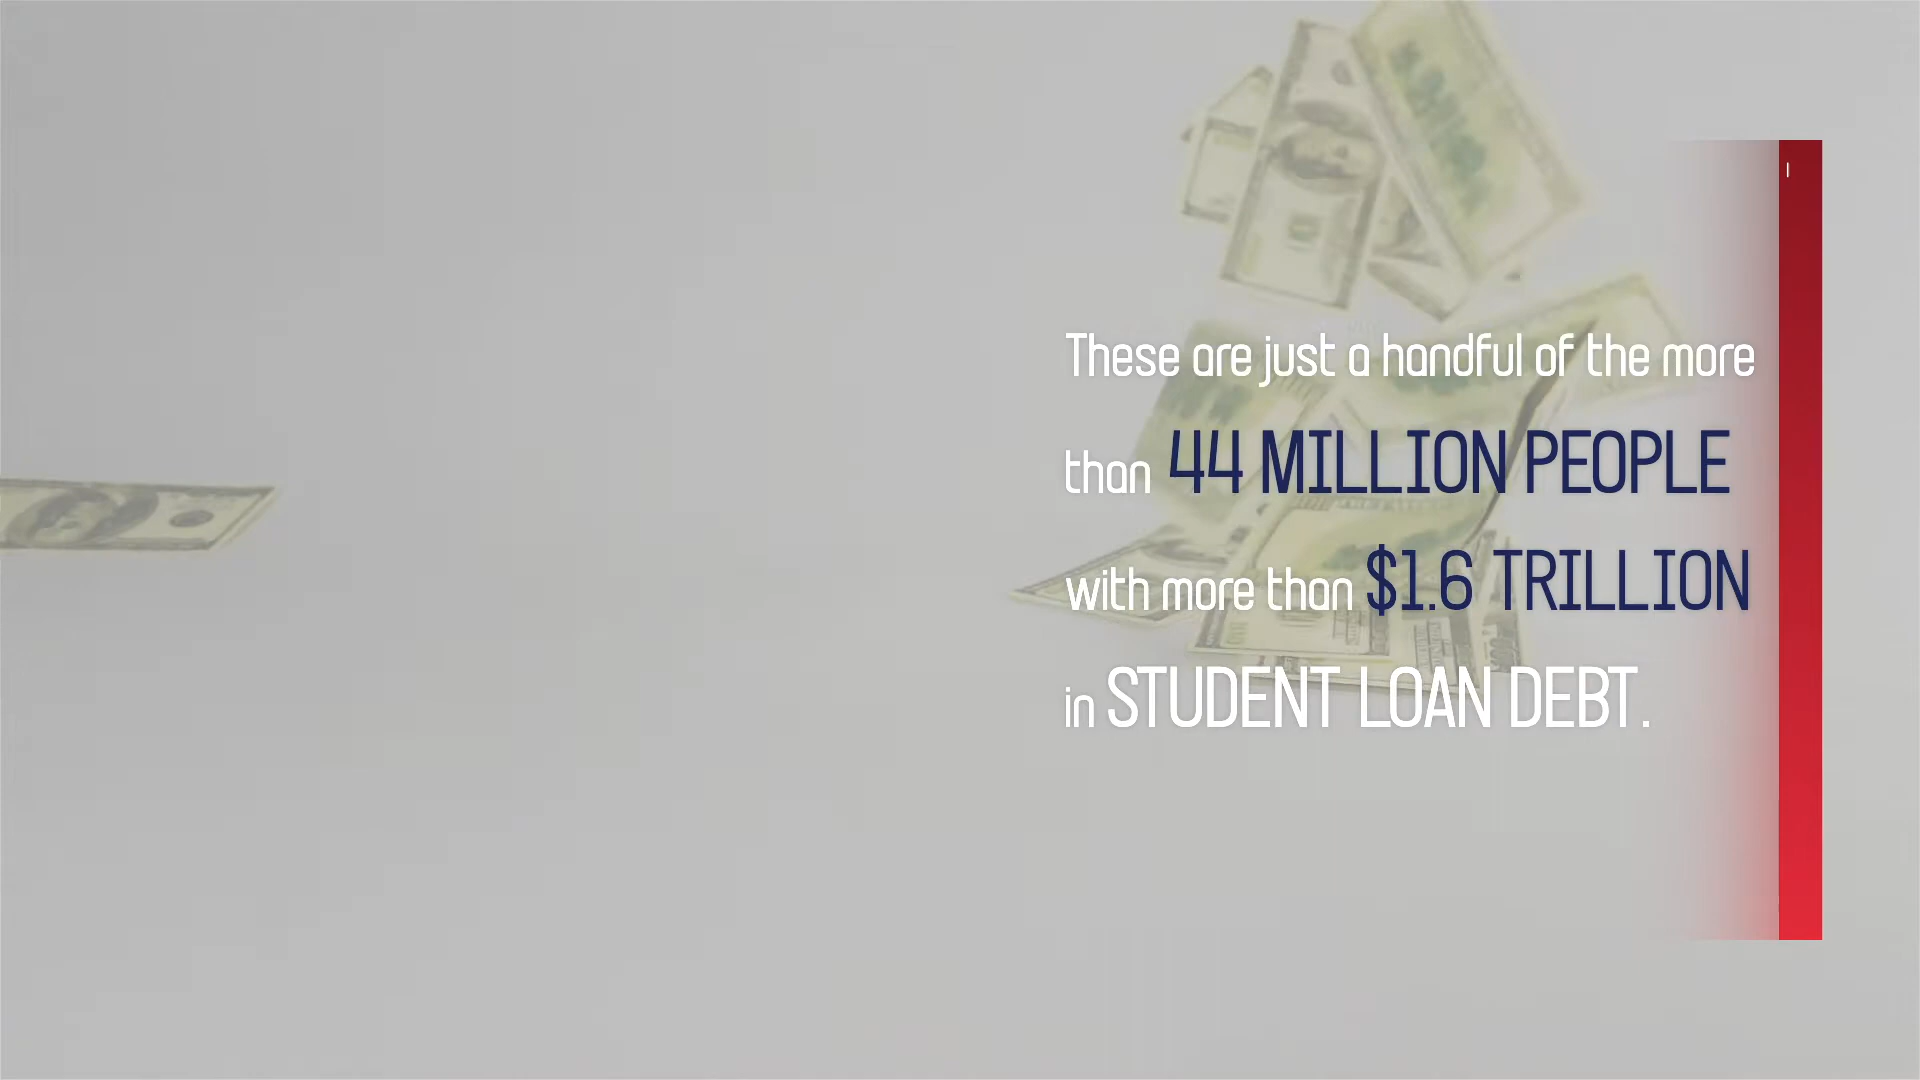 These are just a handful of the more
than 44 MILLION PEOPLE
with more than $1.6 TRILLION
in STUDENT LOAN DEBT.